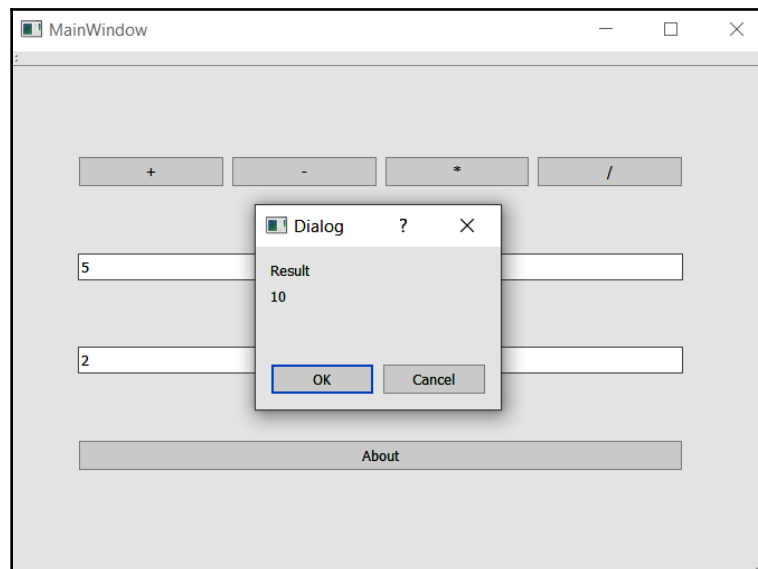 MainWindow
+ - * /
Dialog ?
Result
10
5
2
OK Cancel
About